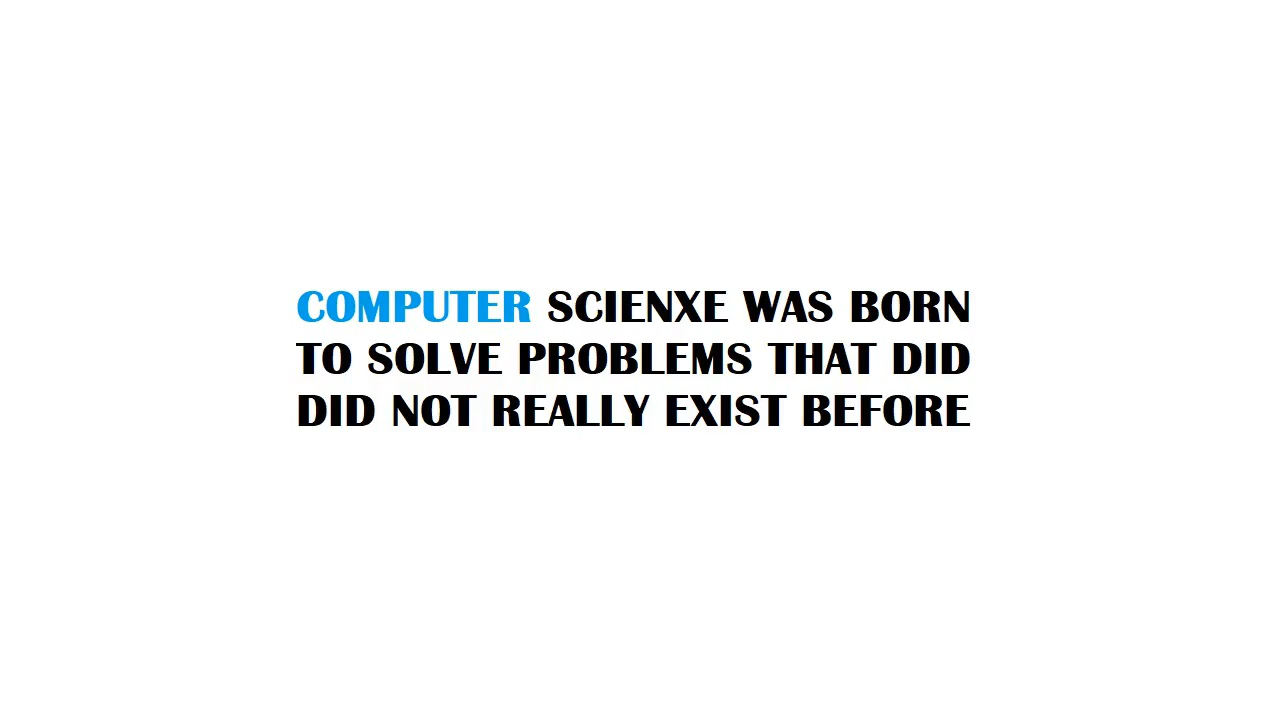 COMPUTER SCIENXE WAS BORN
TO SOLVE PROBLEMS THAT DID
DID NOT REALLY EXIST BEFORE